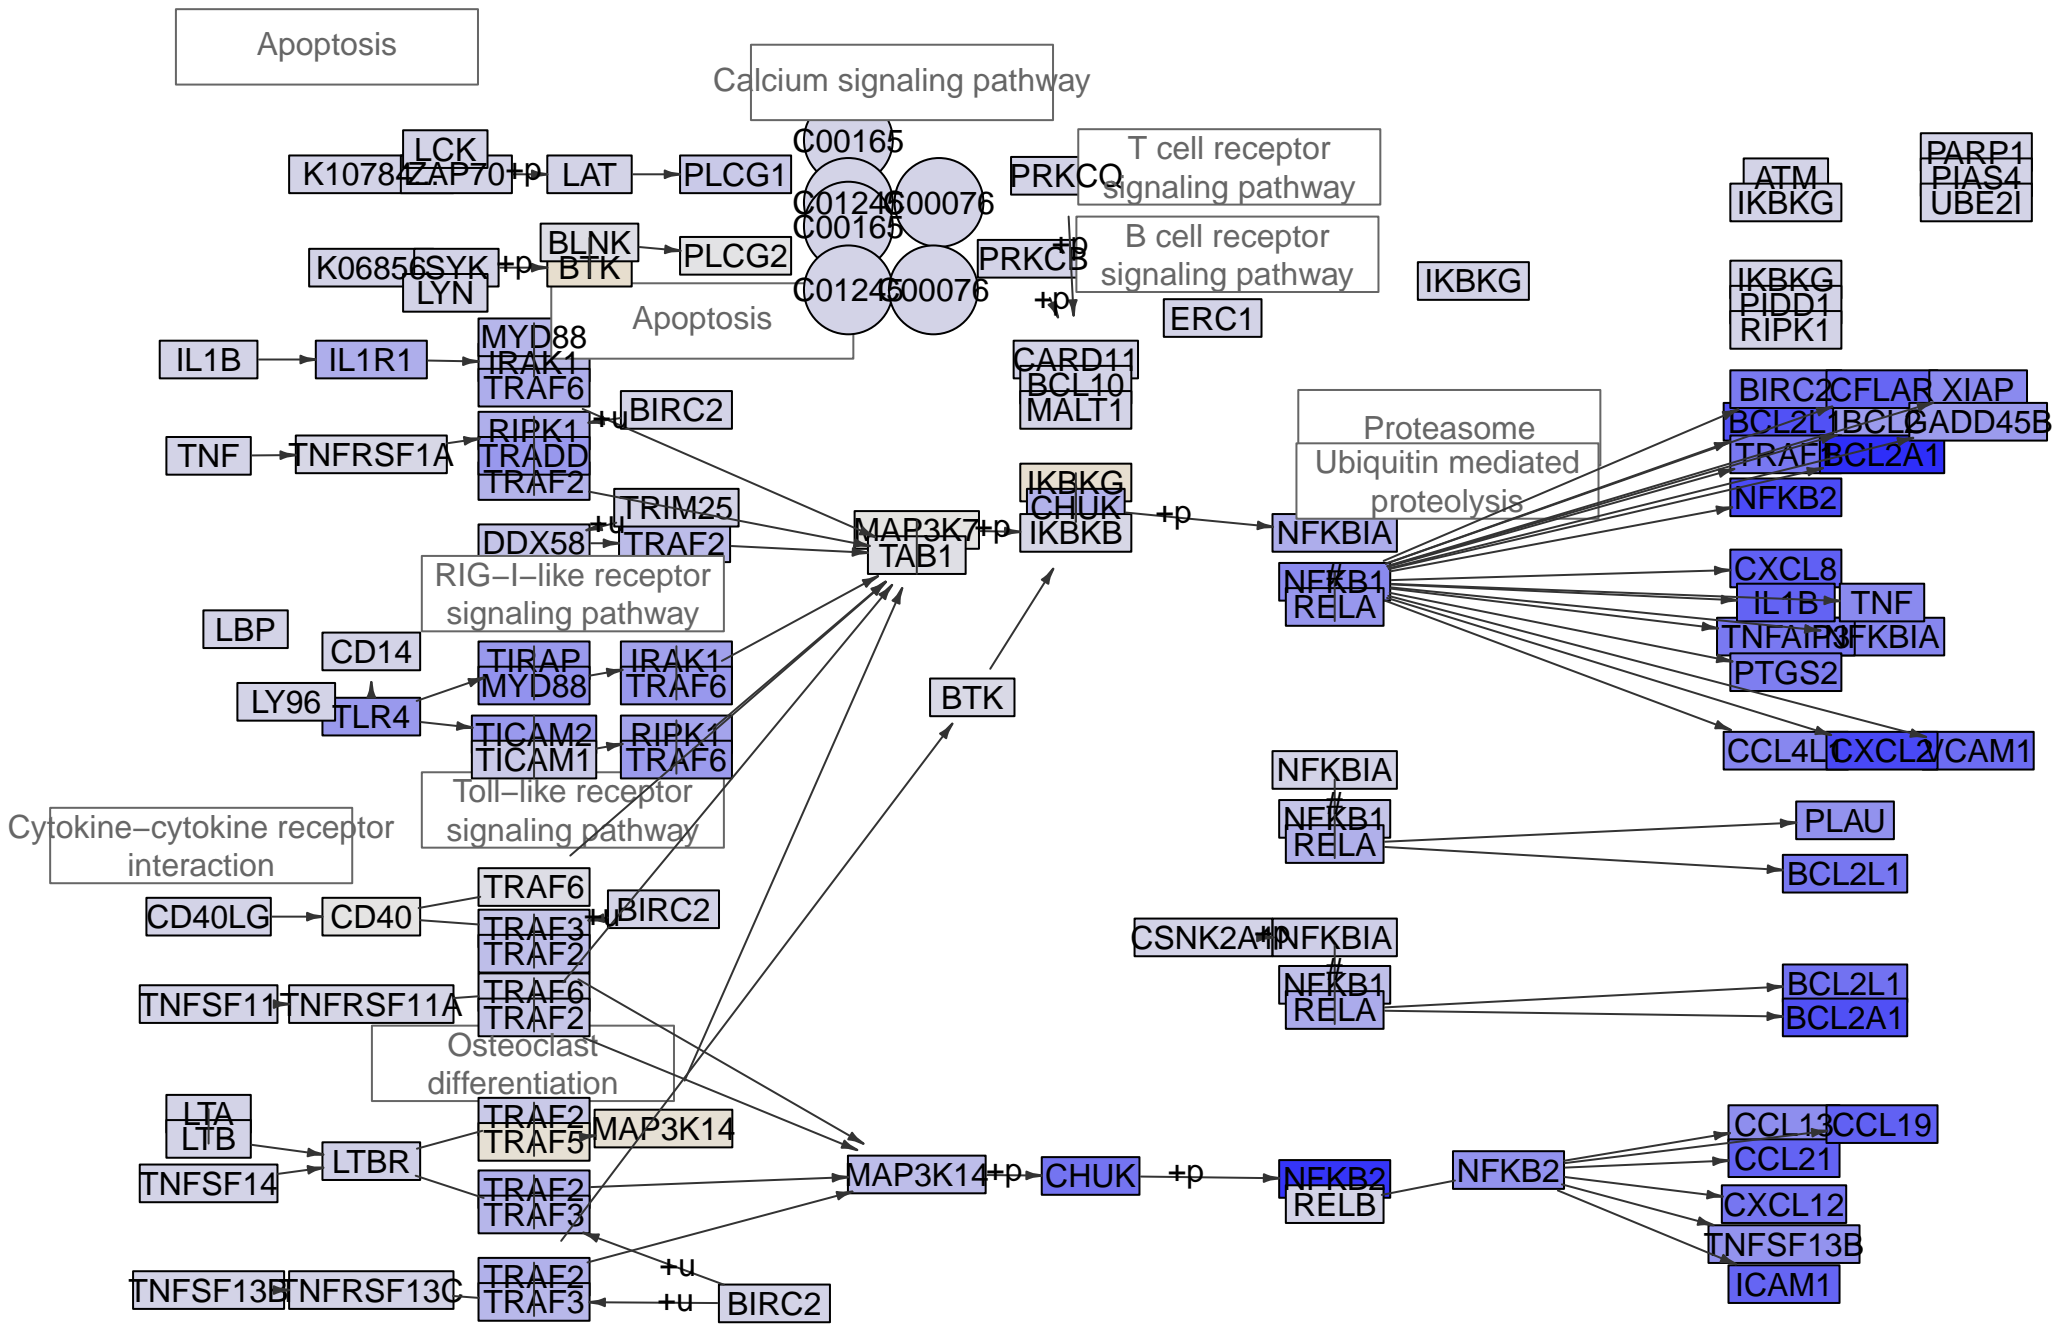 Apoptosis
Calcium signaling pathway
T cell receptor
signaling pathway
B cell receptor
signaling pathway
LCK
K10784
ZAP70
+p
LAT
PLCG1
C00165
C01246
C00165
C00076
C01246
C00076
PRKCQ
PRKCB
+p
+p
K06856
SYK
+p
LYN
BLNK
BTK
PLCG2
Apoptosis
ATM
IKBKG
PARP1
PIAS4
UBE2I
IKBKG
ERC1
IKBKG
PIDD1
RIPK1
IL1B
IL1R1
MYD88
IRAK1
TRAF6
TNF
TNFRSF1A
RIPK1
TRADD
TRAF2
+u
BIRC2
CARD11
BCL10
MALT1
IKBKG
CHUK
IKBKB
+p
Proteasome
Ubiquitin mediated
proteolysis
BIRC2
CFLAR
XIAP
BCL2L1
BCL2
GADD45B
TRAF1
BCL2A1
NFKB2
DDX58
+u
TRIM25
TRAF2
MAP3K7
TAB1
+p
NFKBIA
#
NFKB1
RELA
RIG−I−like receptor
signaling pathway
CXCL8
IL1B
TNF
TNFAIP3
NFKBIA
PTGS2
LBP
CD14
LY96
TLR4
TIRAP
MYD88
IRAK1
TRAF6
TICAM2
TICAM1
RIPK1
TRAF6
BTK
CCL4L1
CXCL2
VCAM1
Toll−like receptor
signaling pathway
Cytokine−cytokine receptor
interaction
NFKBIA
#
NFKB1
RELA
PLAU
BCL2L1
CD40LG
CD40
TRAF6
TRAF3
TRAF2
+u
BIRC2
CSNK2A1
+p
NFKBIA
#
NFKB1
RELA
BCL2L1
BCL2A1
TNFSF11
TNFRSF11A
TRAF6
TRAF2
Osteoclast
differentiation
LTA
LTB
TNFSF14
LTBR
TRAF2
TRAF5
MAP3K14
TRAF2
TRAF3
MAP3K14
+p
CHUK
+p
NFKB2
RELB
NFKB2
CCL13
CCL19
CCL21
CXCL12
TNFSF13B
ICAM1
TNFSF13B
TNFRSF13C
TRAF2
TRAF3
+u
+u
BIRC2